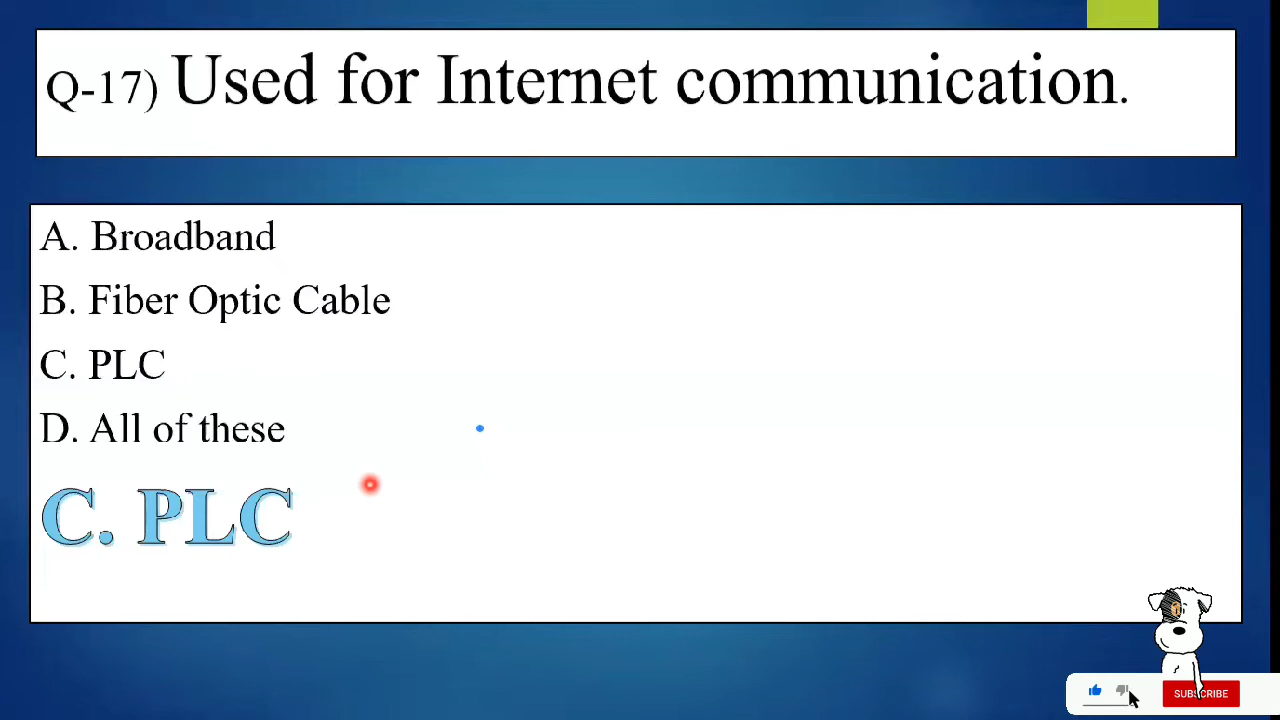 Q-17) Used for Internet communication.
A. Broadband
B. Fiber Optic Cable
C. PLC
D. All of these
C. PLC
SUBSCRIBE